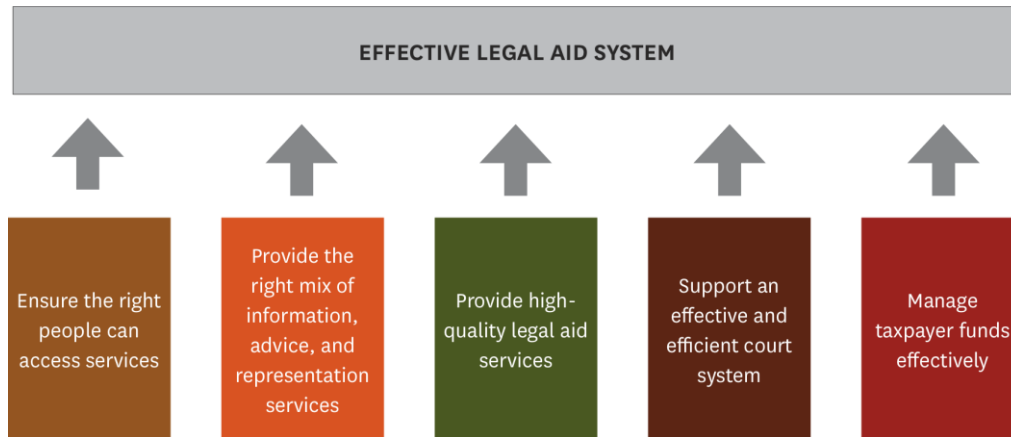 EFFECTIVE LEGAL AID SYSTEM
Ensure the right
people can
access services
Provide the
right mix of
information,
advice, and
representation
services
Provide high-
quality legal aid
services
Support an
effective and
efficient court
system
Manage
taxpayer funds
effectively